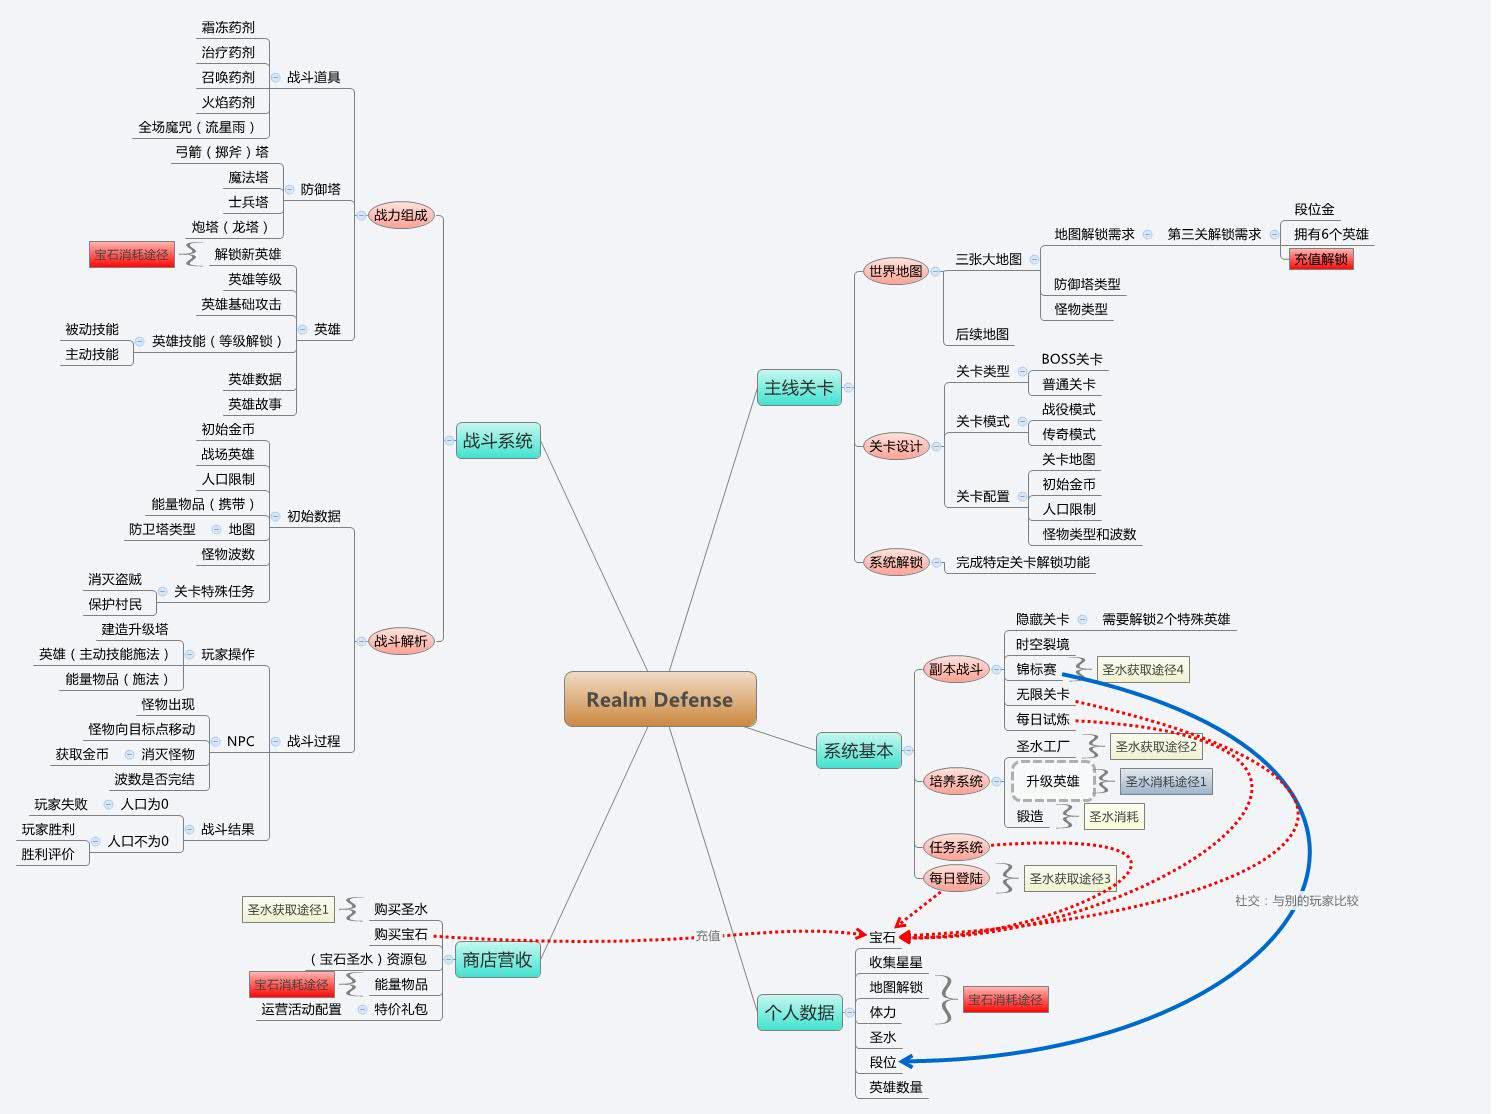 Realm Defense
战斗系统
战力组成
战斗道具
霜冻药剂
治疗药剂
召唤药剂
火焰药剂
全场魔咒（流星雨）
防御塔
弓箭（掷斧）塔
魔法塔
士兵塔
炮塔（龙塔）
英雄
解锁新英雄
宝石消耗途径
英雄等级
英雄基础攻击
英雄技能（等级解锁）
被动技能
主动技能
英雄数据
英雄故事
战斗解析
初始数据
初始金币
战场英雄
人口限制
能量物品（携带）
地图
防卫塔类型
怪物波数
关卡特殊任务
消灭盗贼
保护村民
战斗过程
玩家操作
建造升级塔
英雄（主动技能施法）
能量物品（施法）
NPC
怪物出现
怪物向目标点移动
消灭怪物
获取金币
波数是否完结
战斗结果
人口为0
玩家失败
人口不为0
玩家胜利
胜利评价
商店营收
购买圣水
圣水获取途径1
购买宝石
充值
（宝石圣水）资源包
能量物品
宝石消耗途径
特价礼包
运营活动配置
主线关卡
世界地图
三张大地图
地图解锁需求
第三关解锁需求
段位金
拥有6个英雄
充值解锁
防御塔类型
怪物类型
后续地图
关卡设计
关卡类型
BOSS关卡
普通关卡
关卡模式
战役模式
传奇模式
关卡配置
关卡地图
初始金币
人口限制
怪物类型和波数
系统解锁
完成特定关卡解锁功能
系统基本
副本战斗
隐藏关卡
需要解锁2个特殊英雄
时空裂境
锦标赛
圣水获取途径4
无限关卡
每日试炼
培养系统
圣水工厂
圣水获取途径2
升级英雄
圣水消耗途径1
锻造
圣水消耗
任务系统
每日登陆
圣水获取途径3
社交：与别的玩家比较
个人数据
宝石
收集星星
地图解锁
体力
宝石消耗途径
圣水
段位
英雄数量